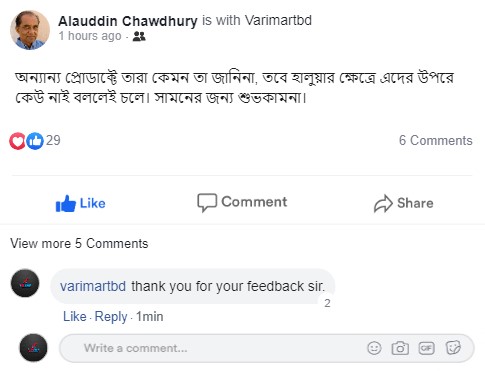 Alauddin Chawdhury is with Varimartbd
1 hours ago ·
অন্যান্য প্রোডাক্টে তারা কেমন তা জানিনা, তবে হালুয়ার ক্ষেত্রে এদের উপরে
কেউ নাই বললেই চলে। সামনের জন্য শুভকামনা।
29
6 Comments
Like
Comment
Share
View more 5 Comments
varimartbd thank you for your feedback sir.
2
Like · Reply · 1min
Write a comment...
GIF